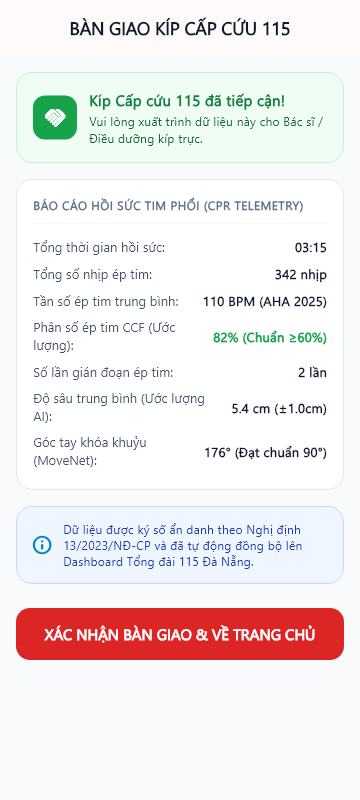 BÀN GIAO KÍP CẤP CỨU 115
Kíp Cấp cứu 115 đã tiếp cận!
Vui lòng xuất trình dữ liệu này cho Bác sĩ /
Điều dưỡng kíp trực.
BÁO CÁO HỒI SỨC TIM PHỔI (CPR TELEMETRY)
Tổng thời gian hồi sức: 03:15
Tổng số nhịp ép tim: 342 nhịp
Tần số ép tim trung bình: 110 BPM (AHA 2025)
Phân số ép tim CCF (Ước
lượng): 82% (Chuẩn ≥60%)
Số lần gián đoạn ép tim: 2 lần
Độ sâu trung bình (Ước lượng
AI): 5.4 cm (±1.0cm)
Góc tay khóa khuỷu
(MoveNet): 176° (Đạt chuẩn 90°)
Dữ liệu được ký số ẩn danh theo Nghị định
13/2023/NĐ-CP và đã tự động đồng bộ lên
Dashboard Tổng đài 115 Đà Nẵng.
XÁC NHẬN BÀN GIAO & VỀ TRANG CHỦ